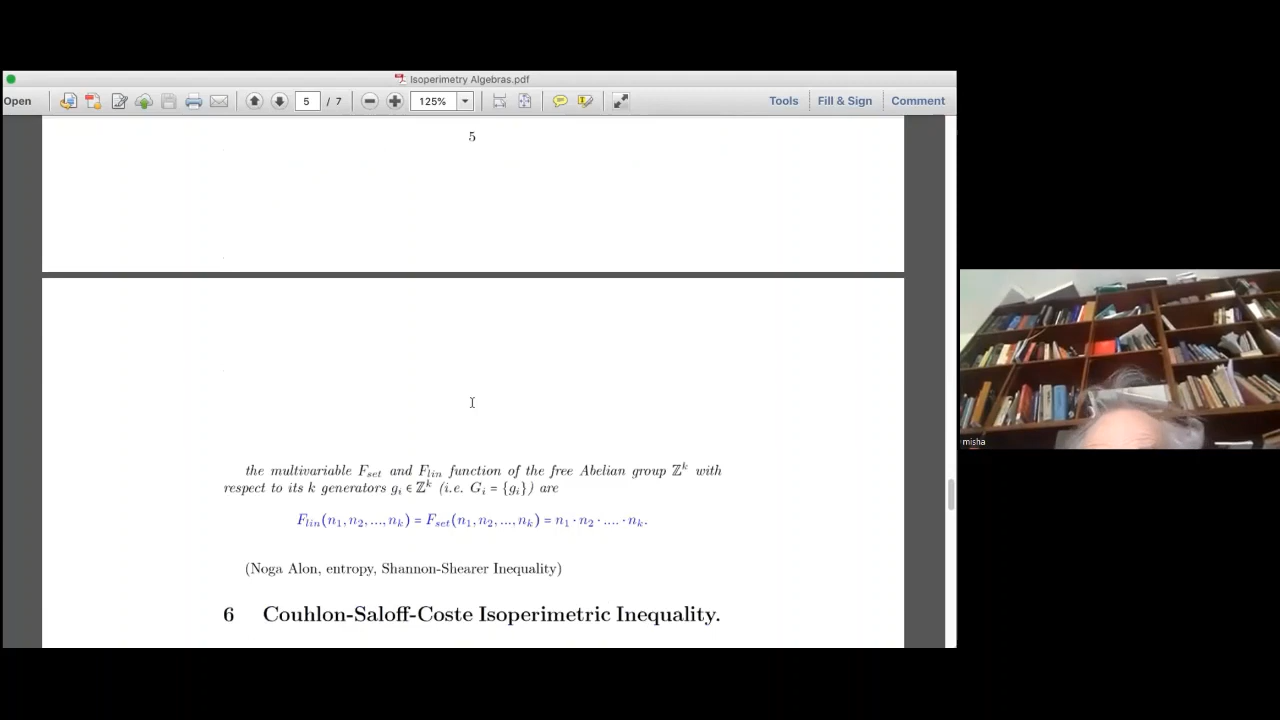 Isoperimetry Algebras.pdf
Open 5 / 7 125% Tools Fill & Sign Comment
5
the multivariable F_set and F_lin function of the free Abelian group ℤ^k with
respect to its k generators g_i ∈ ℤ^k (i.e. G_i = {g_i}) are
F_lin(n_1, n_2, ..., n_k) = F_set(n_1, n_2, ..., n_k) = n_1 · n_2 · .... · n_k.
(Noga Alon, entropy, Shannon-Shearer Inequality)
6 Couhlon-Saloff-Coste Isoperimetric Inequality.
misha